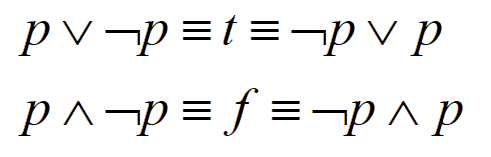 p ∨ ¬p ≡ t ≡ ¬p ∨ p
p ∧ ¬p ≡ f ≡ ¬p ∧ p